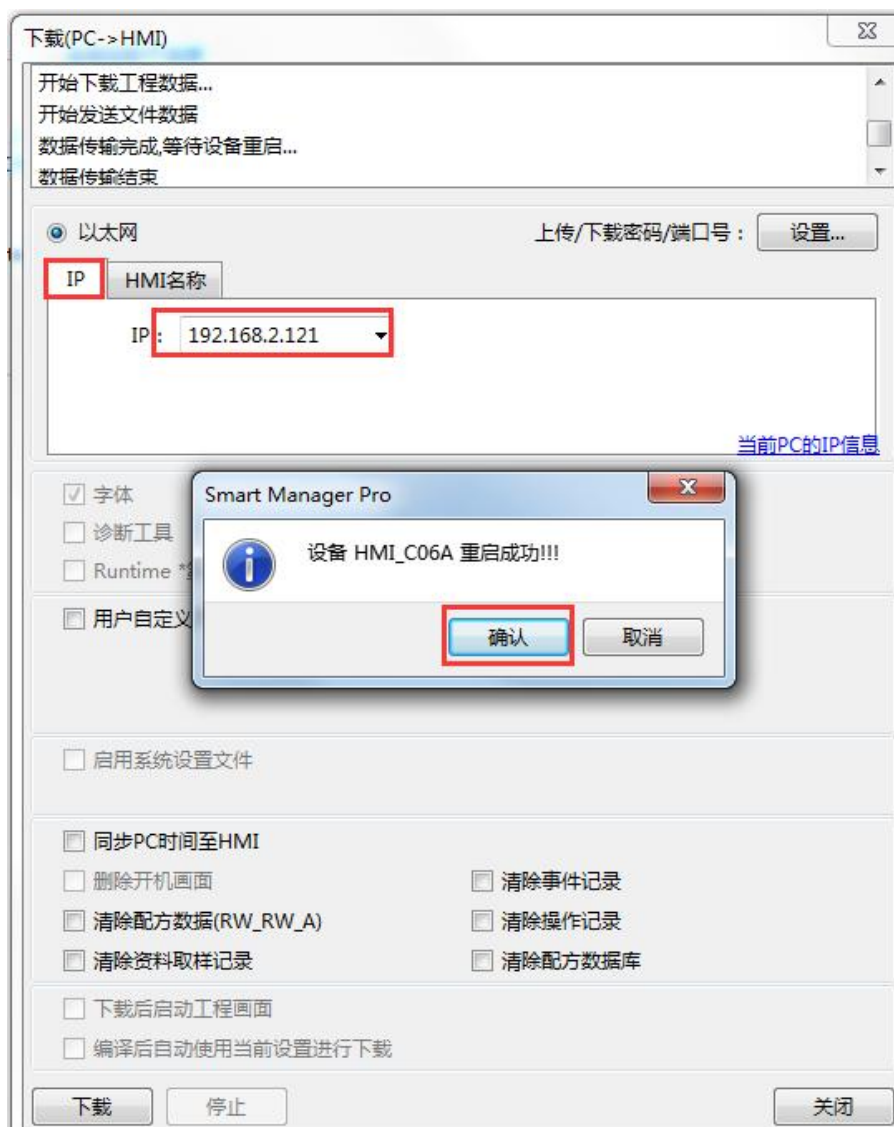 下载(PC->HMI)
开始下载工程数据...
开始发送文件数据
数据传输完成,等待设备重启...
数据传输结束
以太网
上传/下载密码/端口号：
设置...
IP
HMI名称
IP：
192.168.2.121
当前PC的IP信息
字体
诊断工具
Runtime *
用户自定义
Smart Manager Pro
设备 HMI_C06A 重启成功!!!
确认
取消
启用系统设置文件
同步PC时间至HMI
删除开机画面
清除事件记录
清除配方数据(RW_RW_A)
清除操作记录
清除资料取样记录
清除配方数据库
下载后启动工程画面
编译后自动使用当前设置进行下载
下载
停止
关闭